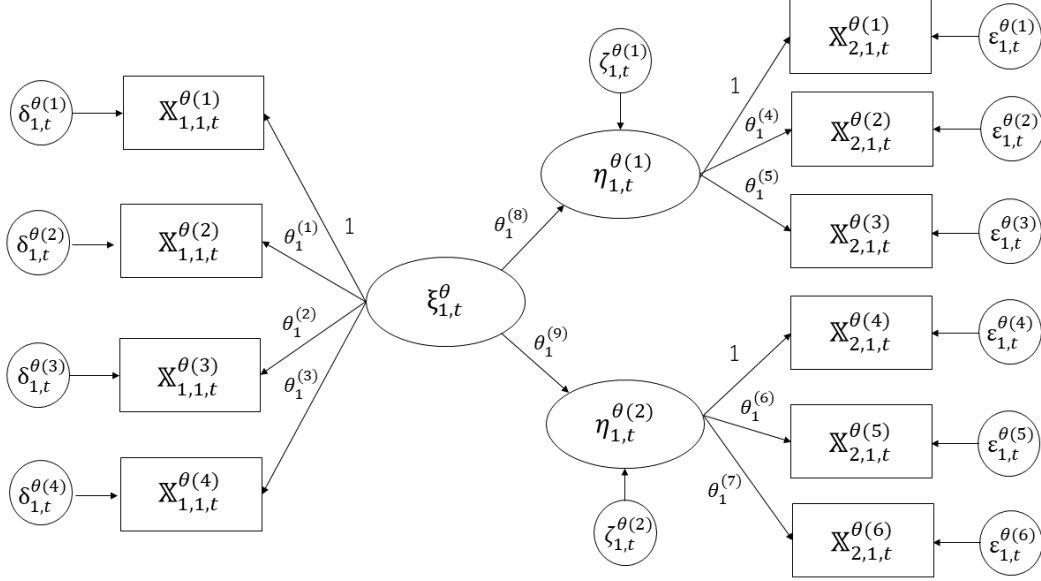 δ_{1,t}^{θ(1)}
𝕏_{1,1,t}^{θ(1)}
δ_{1,t}^{θ(2)}
𝕏_{1,1,t}^{θ(2)}
δ_{1,t}^{θ(3)}
𝕏_{1,1,t}^{θ(3)}
δ_{1,t}^{θ(4)}
𝕏_{1,1,t}^{θ(4)}
1
θ_1^{(1)}
θ_1^{(2)}
θ_1^{(3)}
ξ_{1,t}^{θ}
θ_1^{(8)}
θ_1^{(9)}
ζ_{1,t}^{θ(1)}
η_{1,t}^{θ(1)}
η_{1,t}^{θ(2)}
ζ_{1,t}^{θ(2)}
1
θ_1^{(4)}
θ_1^{(5)}
1
θ_1^{(6)}
θ_1^{(7)}
𝕏_{2,1,t}^{θ(1)}
ε_{1,t}^{θ(1)}
𝕏_{2,1,t}^{θ(2)}
ε_{1,t}^{θ(2)}
𝕏_{2,1,t}^{θ(3)}
ε_{1,t}^{θ(3)}
𝕏_{2,1,t}^{θ(4)}
ε_{1,t}^{θ(4)}
𝕏_{2,1,t}^{θ(5)}
ε_{1,t}^{θ(5)}
𝕏_{2,1,t}^{θ(6)}
ε_{1,t}^{θ(6)}